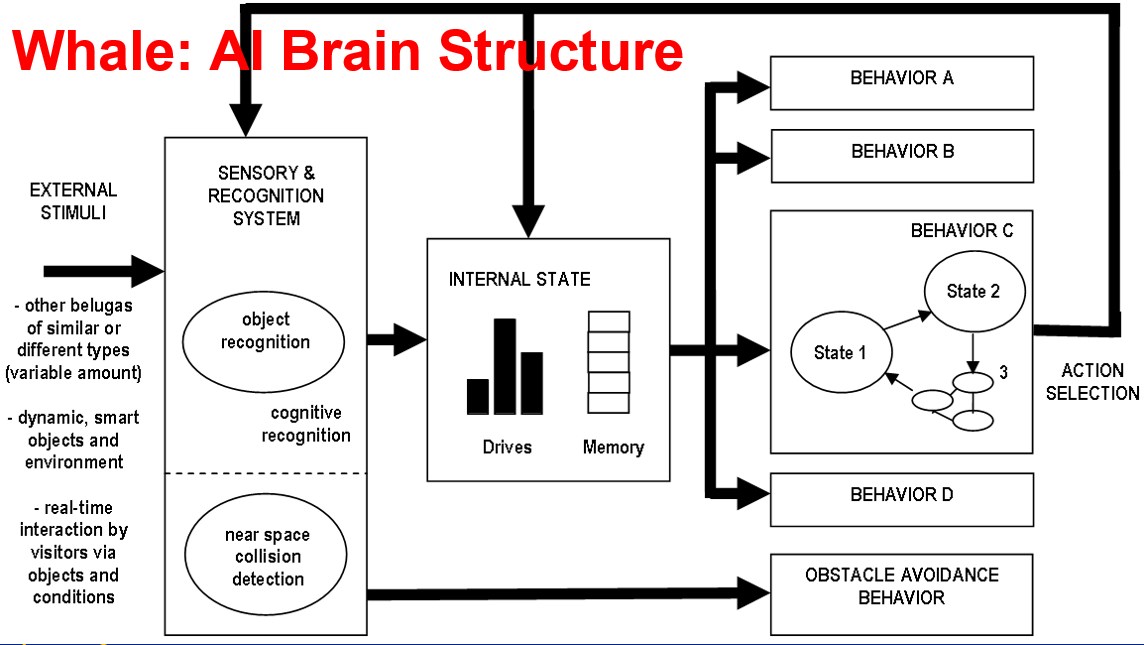 Whale: AI Brain Structure
EXTERNAL
STIMULI
- other belugas
of similar or
different types
(variable amount)
- dynamic, smart
objects and
environment
- real-time
interaction by
visitors via
objects and
conditions
SENSORY &
RECOGNITION
SYSTEM
object
recognition
cognitive
recognition
near space
collision
detection
INTERNAL STATE
Drives
Memory
BEHAVIOR A
BEHAVIOR B
BEHAVIOR C
State 2
State 1
3
BEHAVIOR D
OBSTACLE AVOIDANCE
BEHAVIOR
ACTION
SELECTION